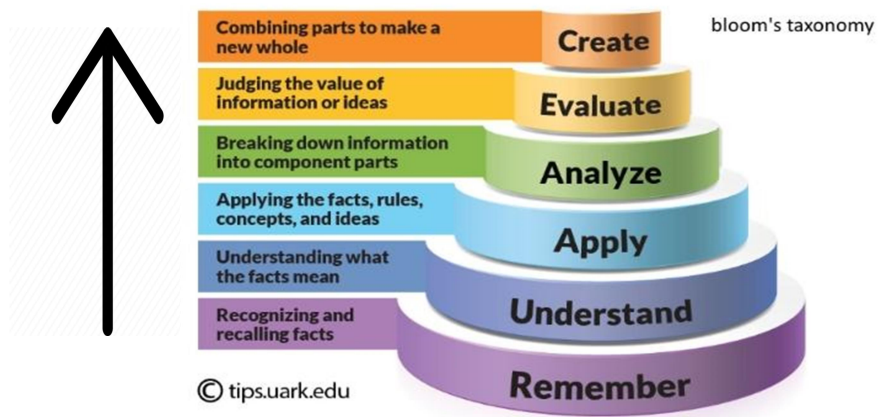 bloom's taxonomy
Combining parts to make a
new whole
Create
Judging the value of
information or ideas
Evaluate
Breaking down information
into component parts
Analyze
Applying the facts, rules,
concepts, and ideas
Apply
Understanding what
the facts mean
Understand
Recognizing and
recalling facts
Remember
© tips.uark.edu